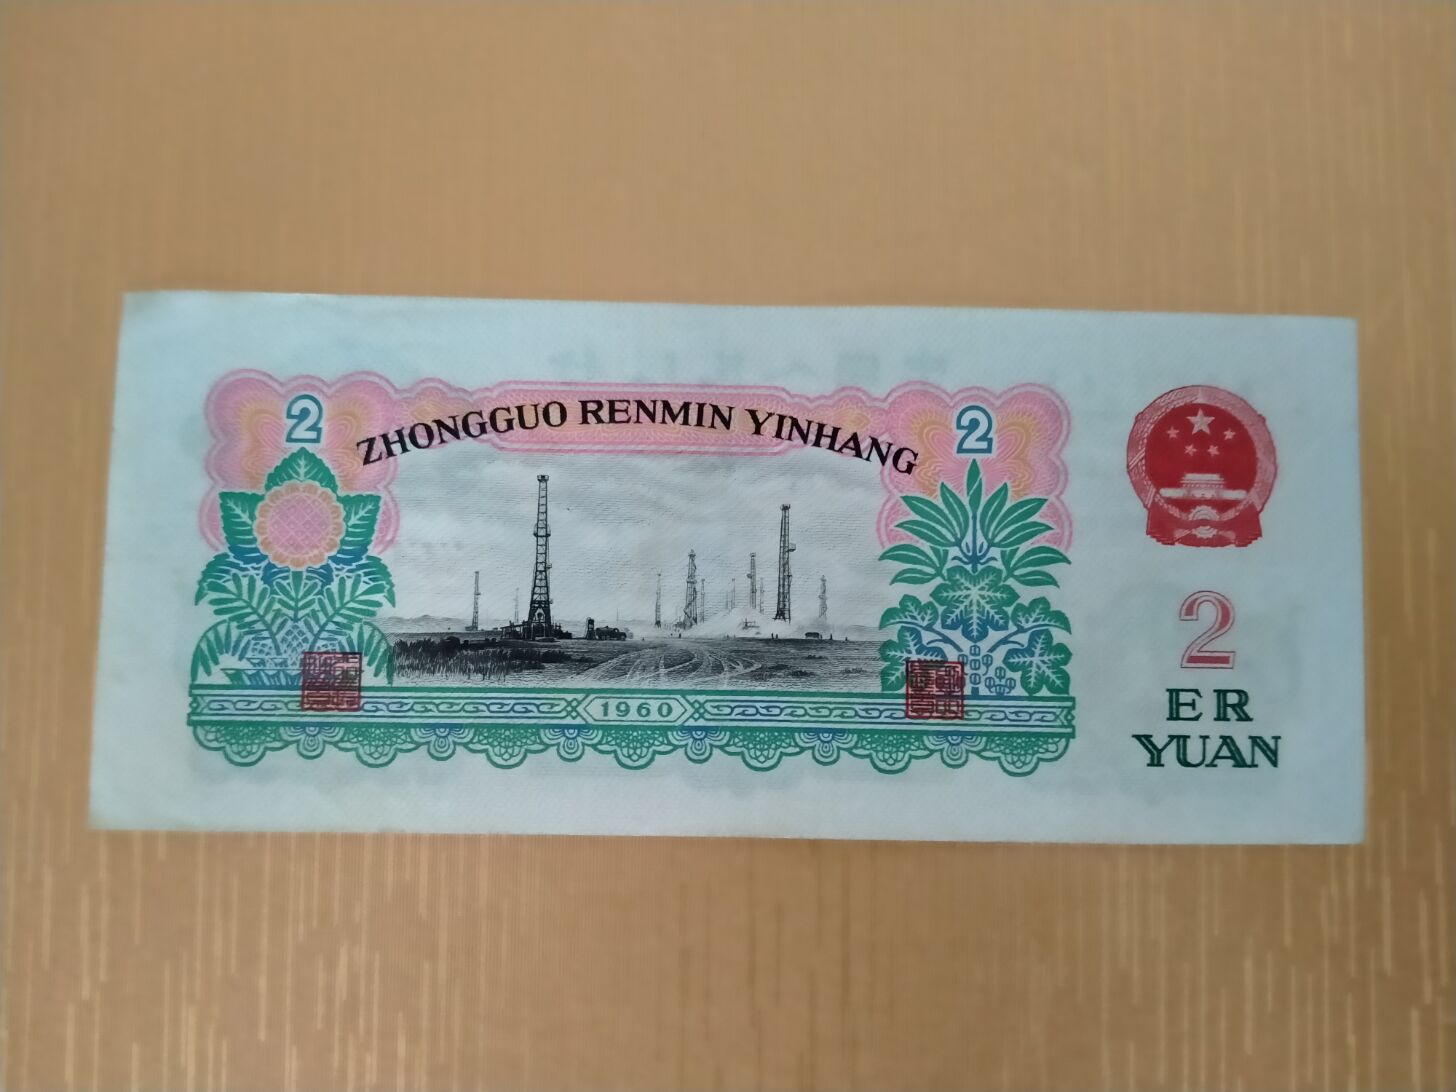 2
ZHONGGUO RENMIN YINHANG
2
1960
2
ER
YUAN